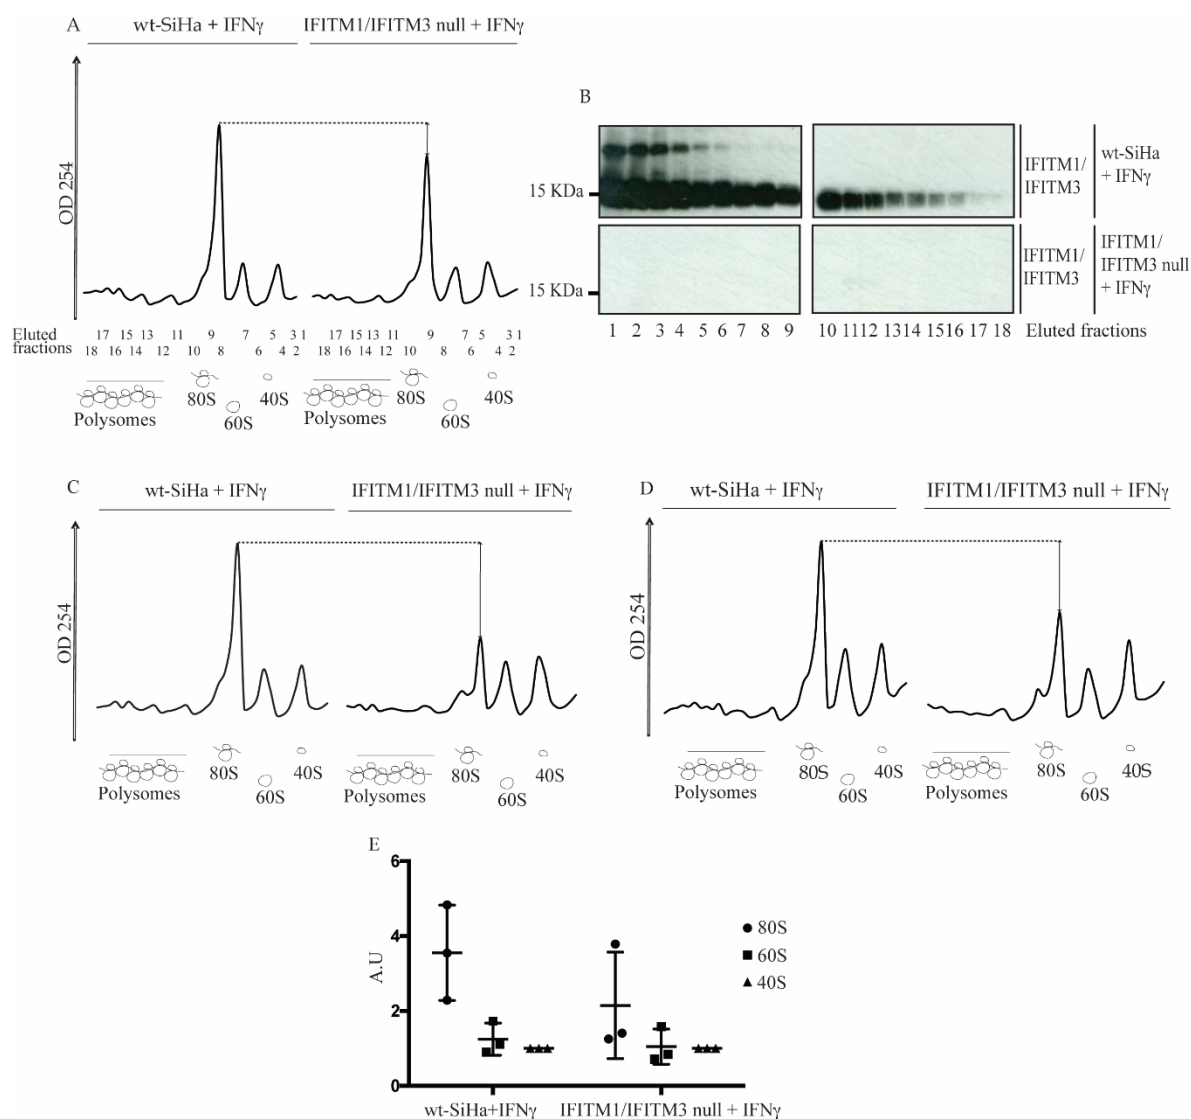 A
wt-SiHa + IFNγ
IFITM1/IFITM3 null + IFNγ
OD 254
Eluted
fractions
17 15 13 11 9 7 5 3 1
18 16 14 12 10 8 6 4 2
17 15 13 11 9 7 5 3 1
18 16 14 12 10 8 6 4 2
Polysomes
80S
60S
40S
Polysomes
80S
60S
40S
B
15 KDa
15 KDa
IFITM1/
IFITM3
wt-SiHa
+ IFNγ
IFITM1/
IFITM3
IFITM1/
IFITM3 null
+ IFNγ
1 2 3 4 5 6 7 8 9 10 11 12 13 14 15 16 17 18 Eluted fractions
C
wt-SiHa + IFNγ
IFITM1/IFITM3 null + IFNγ
OD 254
Polysomes
80S
60S
40S
Polysomes
80S
60S
40S
D
wt-SiHa + IFNγ
IFITM1/IFITM3 null + IFNγ
OD 254
Polysomes
80S
60S
40S
Polysomes
80S
60S
40S
E
6
4
2
0
A.U
80S
60S
40S
wt-SiHa+IFNγ
IFITM1/IFITM3 null + IFNγ